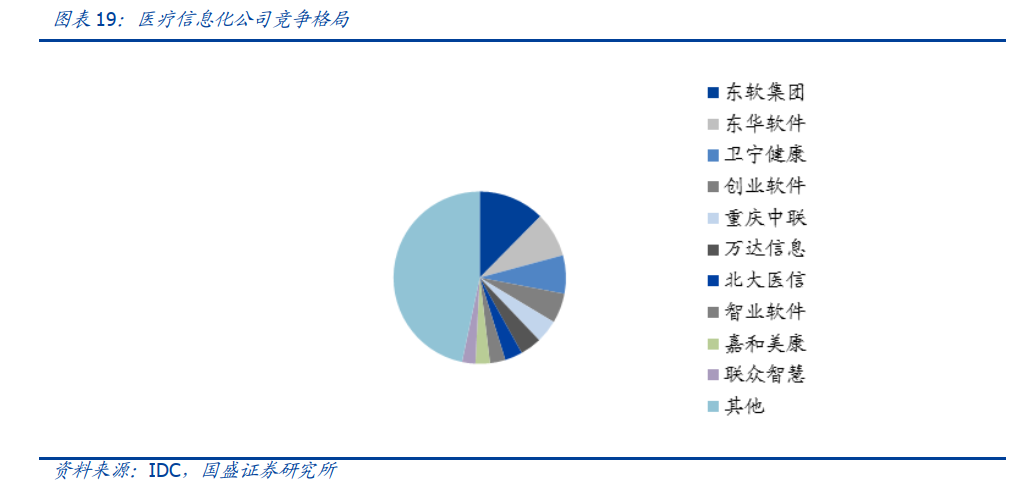 图表 19：医疗信息化公司竞争格局
东软集团
东华软件
卫宁健康
创业软件
重庆中联
万达信息
北大医信
智业软件
嘉和美康
联众智慧
其他
资料来源：IDC，国盛证券研究所